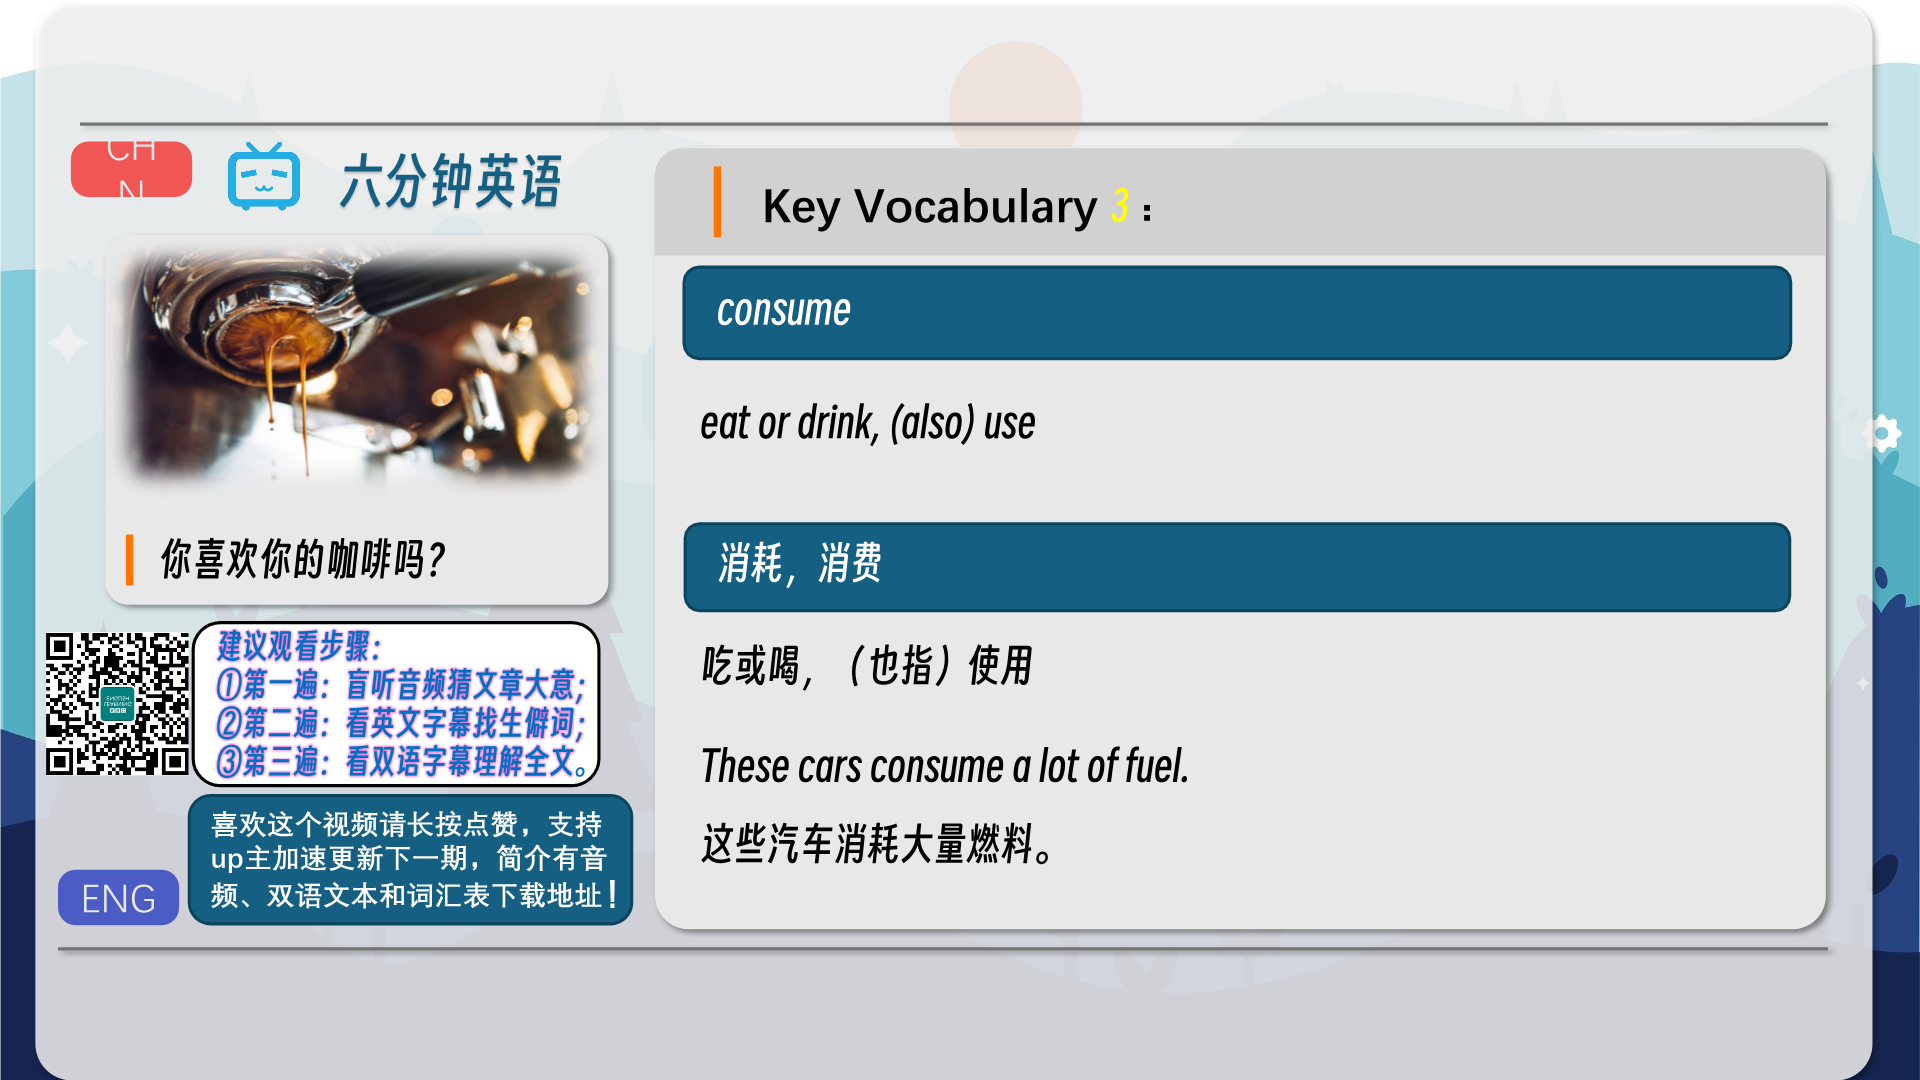 CH
N
六分钟英语
你喜欢你的咖啡吗?
建议观看步骤:
①第一遍: 盲听音频猜文章大意;
②第二遍: 看英文字幕找生僻词;
③第三遍: 看双语字幕理解全文。
喜欢这个视频请长按点赞, 支持
up主加速更新下一期, 简介有音
频、双语文本和词汇表下载地址!
ENG
Key Vocabulary 3 :
consume
eat or drink, (also) use
消耗, 消费
吃或喝, (也指) 使用
These cars consume a lot of fuel.
这些汽车消耗大量燃料。